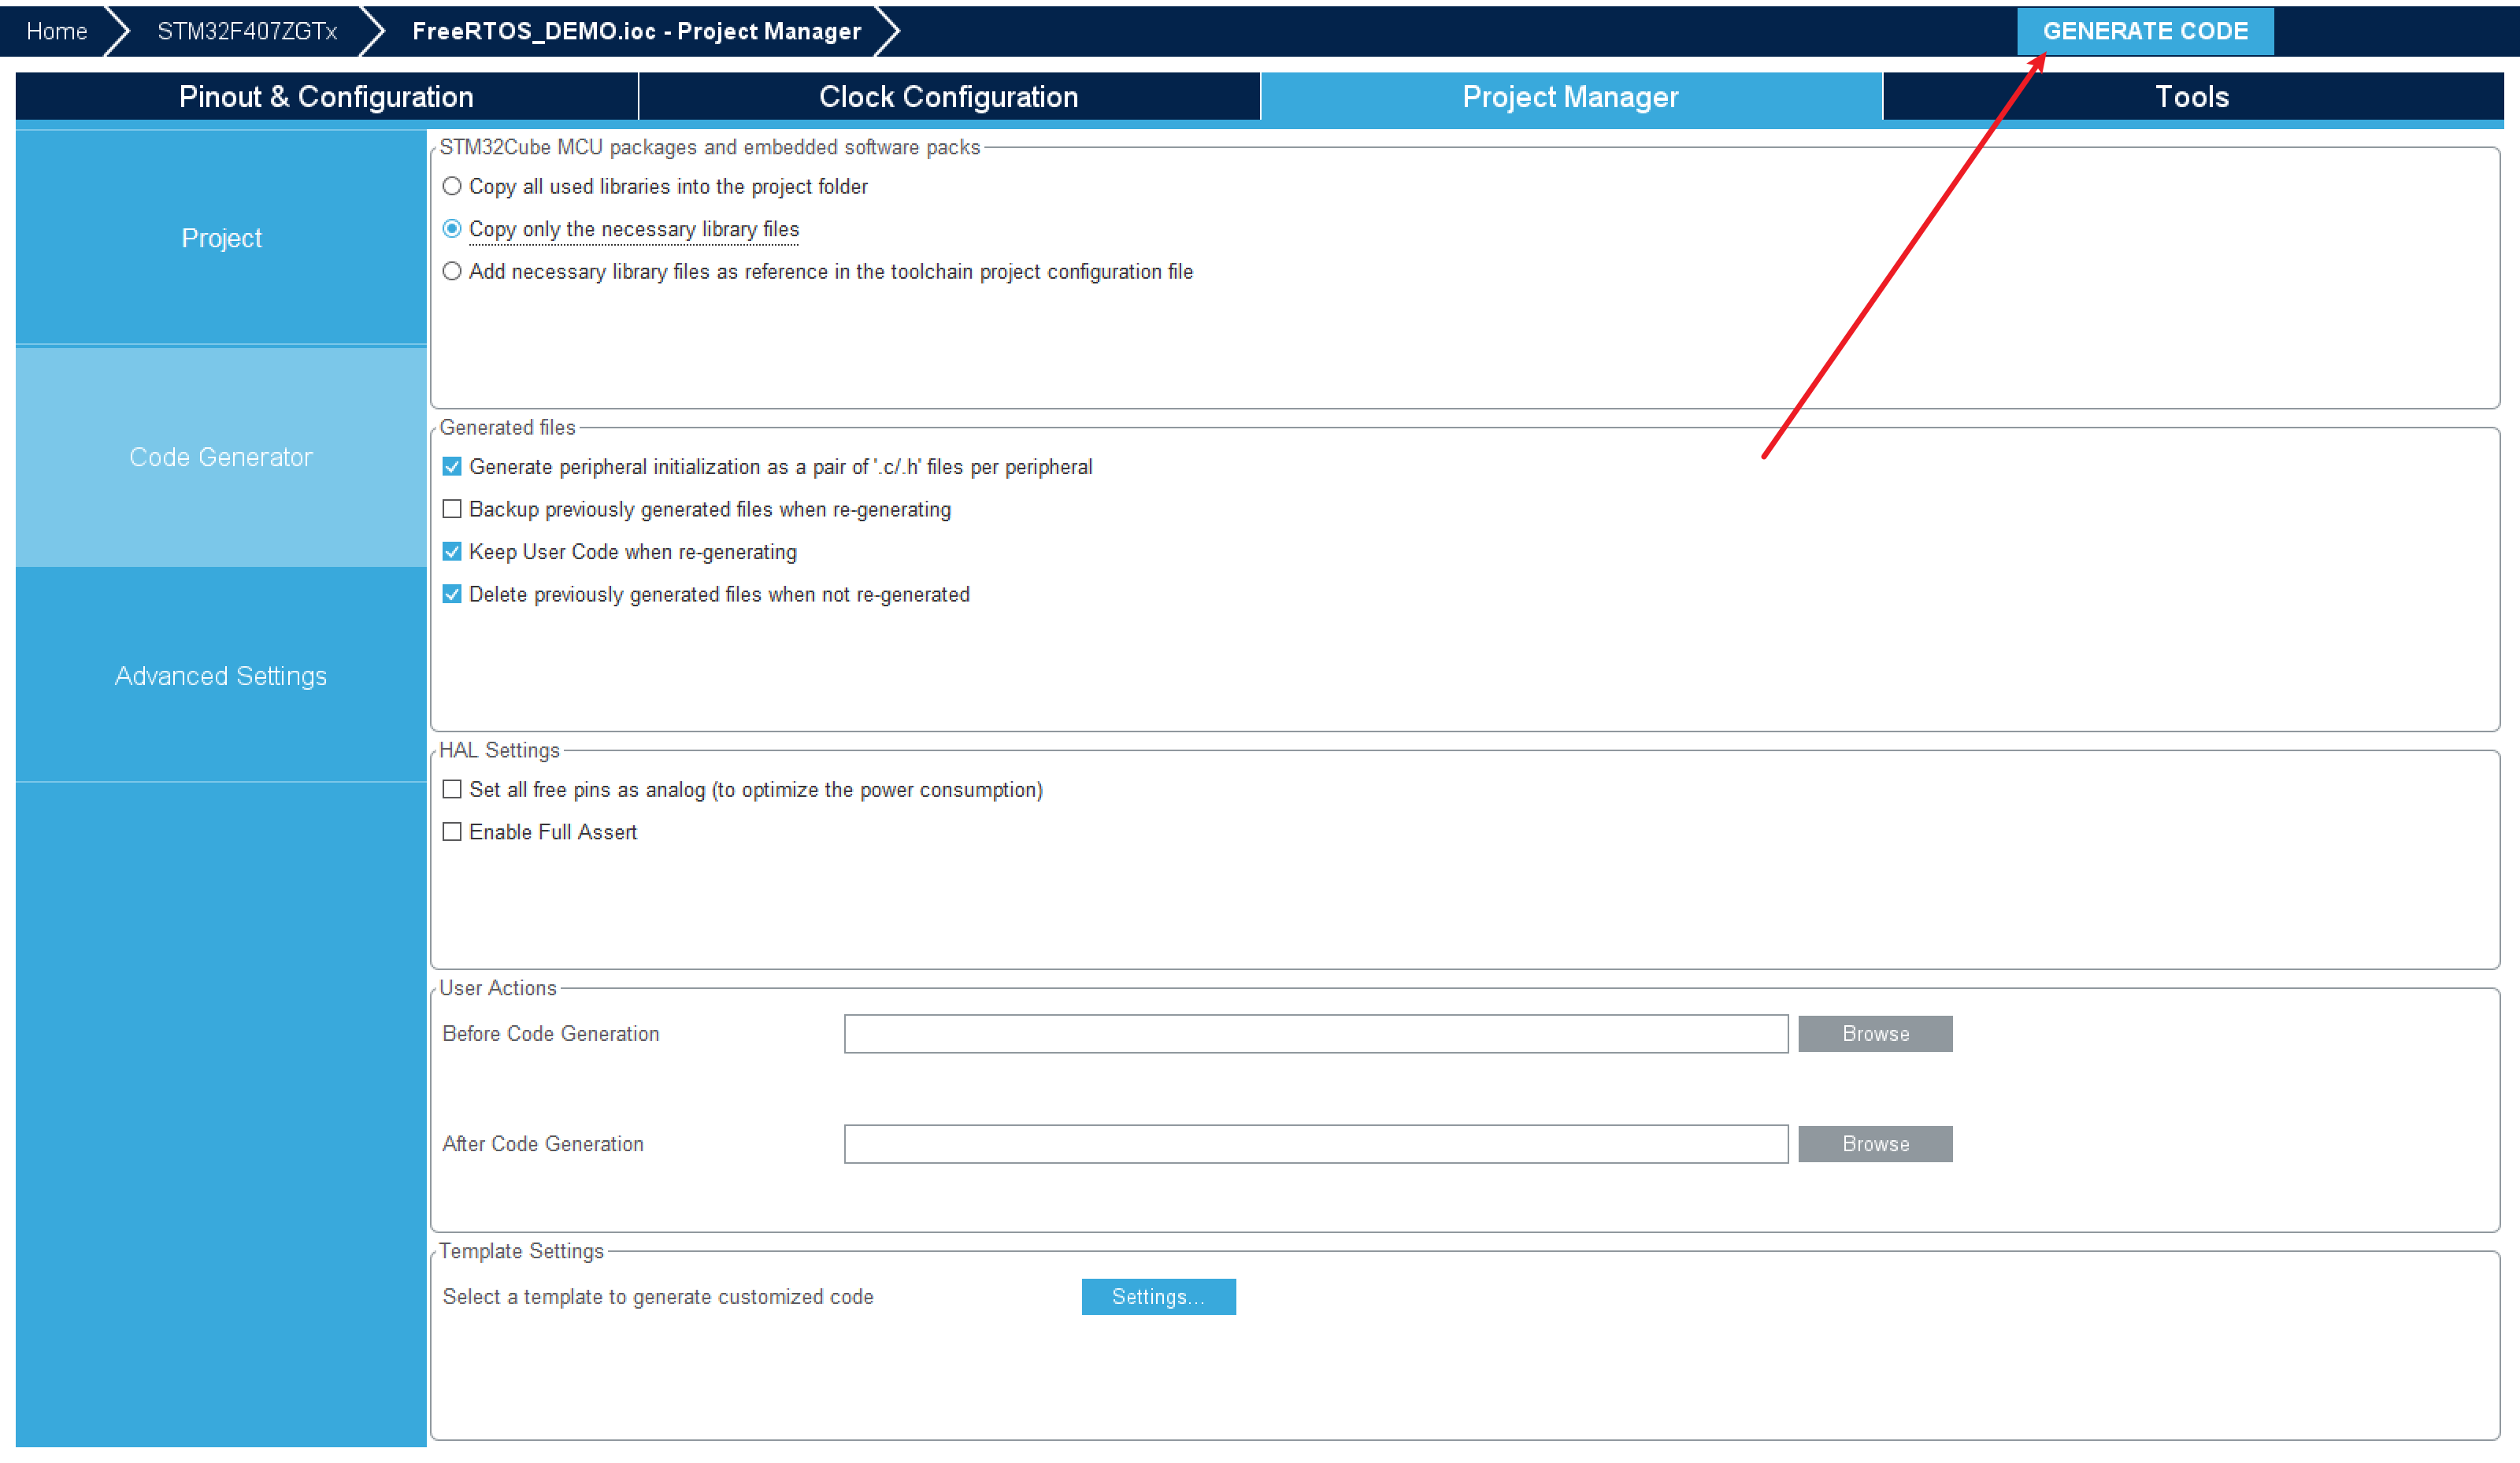 Home
STM32F407ZGTx
FreeRTOS_DEMO.ioc - Project Manager
GENERATE CODE
Pinout & Configuration
Clock Configuration
Project Manager
Tools
Project
Code Generator
Advanced Settings
STM32Cube MCU packages and embedded software packs
Copy all used libraries into the project folder
Copy only the necessary library files
Add necessary library files as reference in the toolchain project configuration file
Generated files
Generate peripheral initialization as a pair of '.c/.h' files per peripheral
Backup previously generated files when re-generating
Keep User Code when re-generating
Delete previously generated files when not re-generated
HAL Settings
Set all free pins as analog (to optimize the power consumption)
Enable Full Assert
User Actions
Before Code Generation
Browse
After Code Generation
Browse
Template Settings
Select a template to generate customized code
Settings...